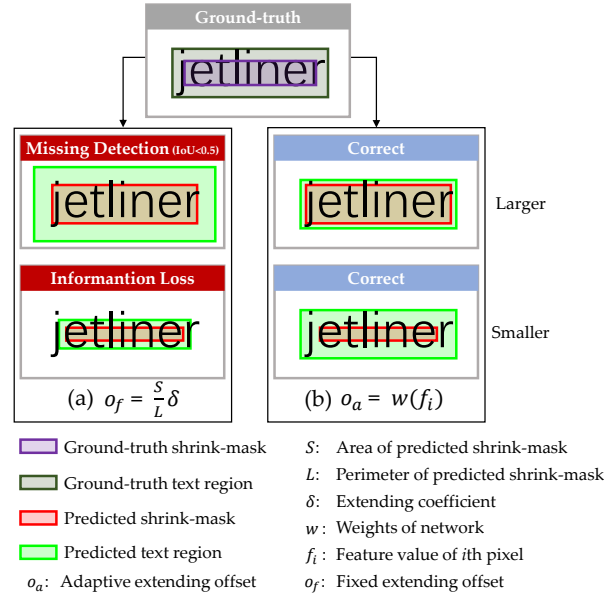 Ground-truth
jetliner
Missing Detection (IoU<0.5)
Correct
jetliner
jetliner
Larger
Informantion Loss
Correct
jetliner
jetliner
Smaller
(a) o_f = S/L δ
(b) o_a = w(f_i)
Ground-truth shrink-mask
S: Area of predicted shrink-mask
L: Perimeter of predicted shrink-mask
Ground-truth text region
δ: Extending coefficient
Predicted shrink-mask
w: Weights of network
Predicted text region
f_i: Feature value of ith pixel
o_a: Adaptive extending offset
o_f: Fixed extending offset